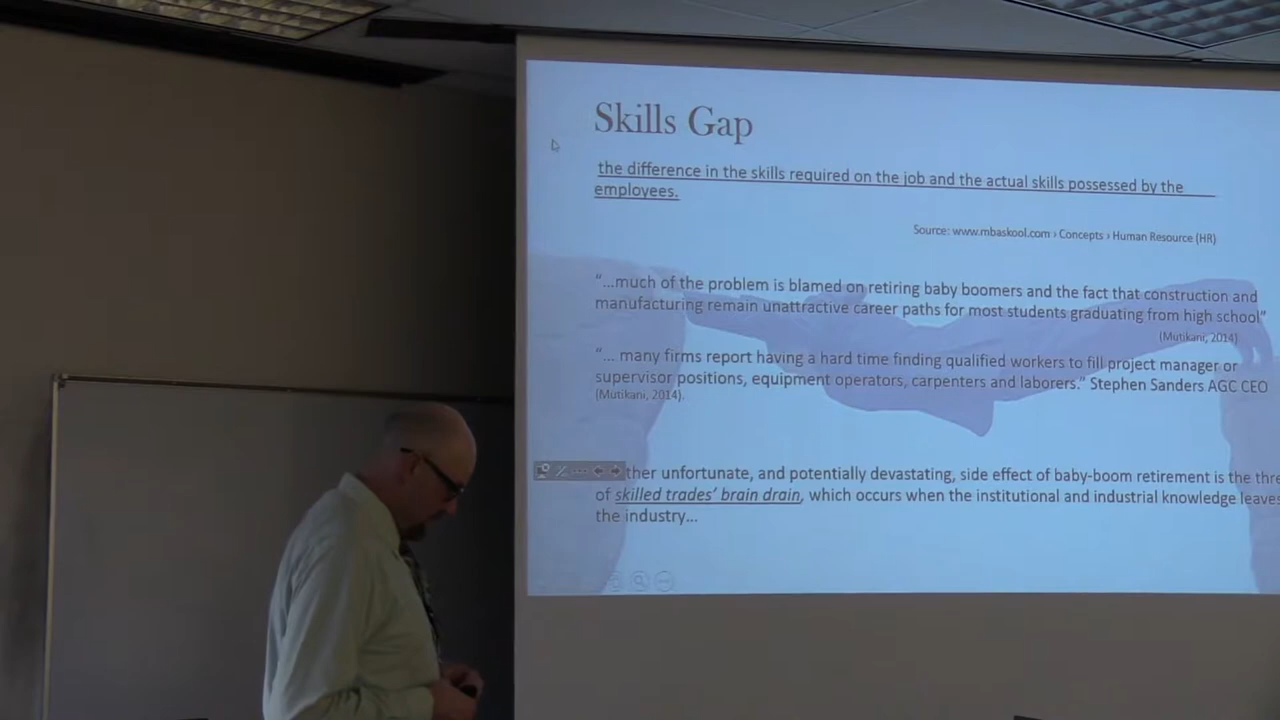 Skills Gap
the difference in the skills required on the job and the actual skills possessed by the
employees.
Source: www.mbaskool.com › Concepts › Human Resource (HR)
“...much of the problem is blamed on retiring baby boomers and the fact that construction and
manufacturing remain unattractive career paths for most students graduating from high school”
(Mutikani, 2014)
“... many firms report having a hard time finding qualified workers to fill project manager or
supervisor positions, equipment operators, carpenters and laborers.” Stephen Sanders AGC CEO
(Mutikani, 2014).
ther unfortunate, and potentially devastating, side effect of baby-boom retirement is the thre
of skilled trades’ brain drain, which occurs when the institutional and industrial knowledge leaves
the industry...